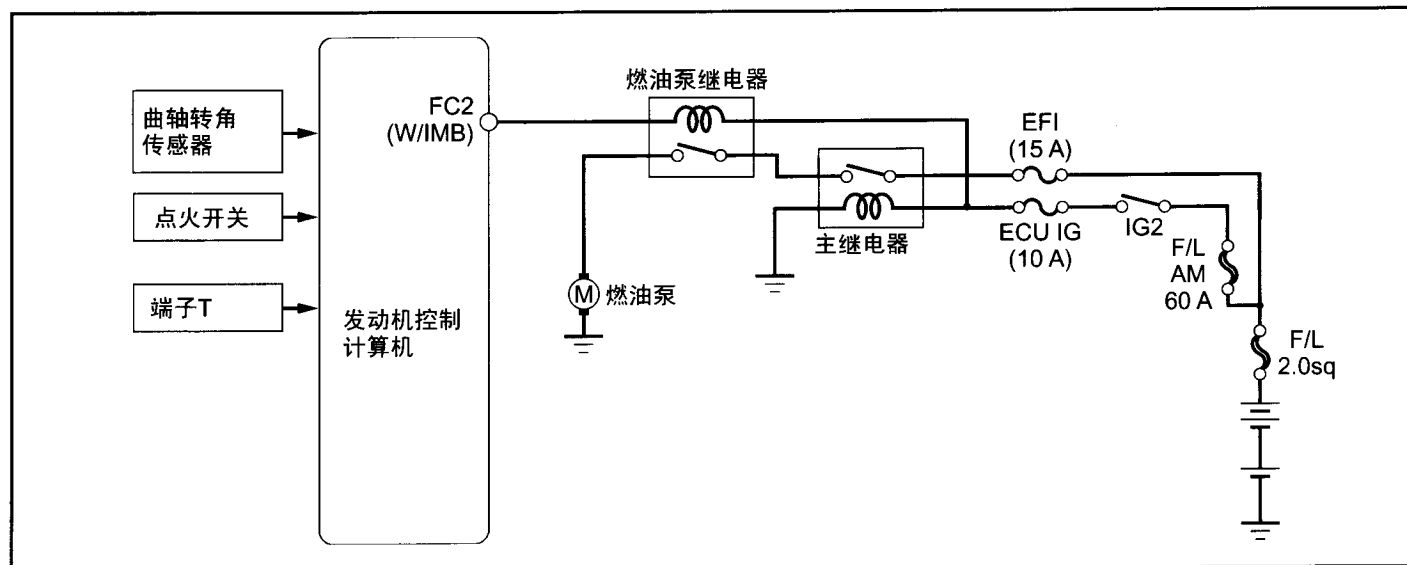 曲轴转角
传感器
点火开关
端子T
FC2
(W/IMB)
发动机控制
计算机
燃油泵继电器
M
燃油泵
主继电器
EFI
(15 A)
ECU IG
(10 A)
IG2
F/L
AM
60 A
F/L
2.0sq